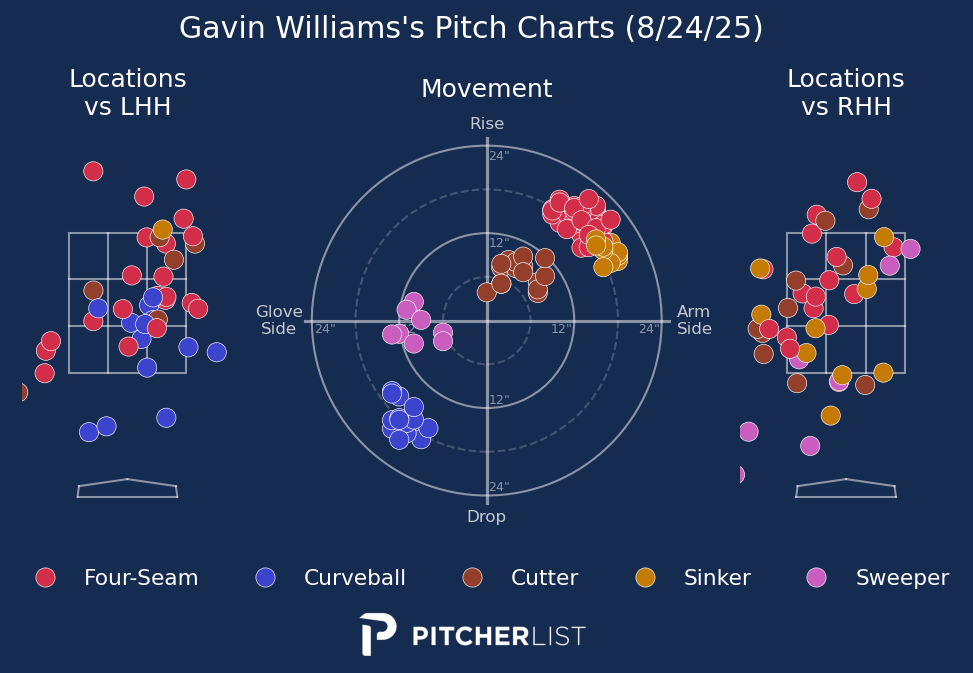 Gavin Williams's Pitch Charts (8/24/25)
Locations
vs LHH
Movement
Locations
vs RHH
Rise
24"
12"
Glove
Side
24"
12"
24"
Arm
Side
12"
24"
Drop
Four-Seam
Curveball
Cutter
Sinker
Sweeper
PITCHERLIST